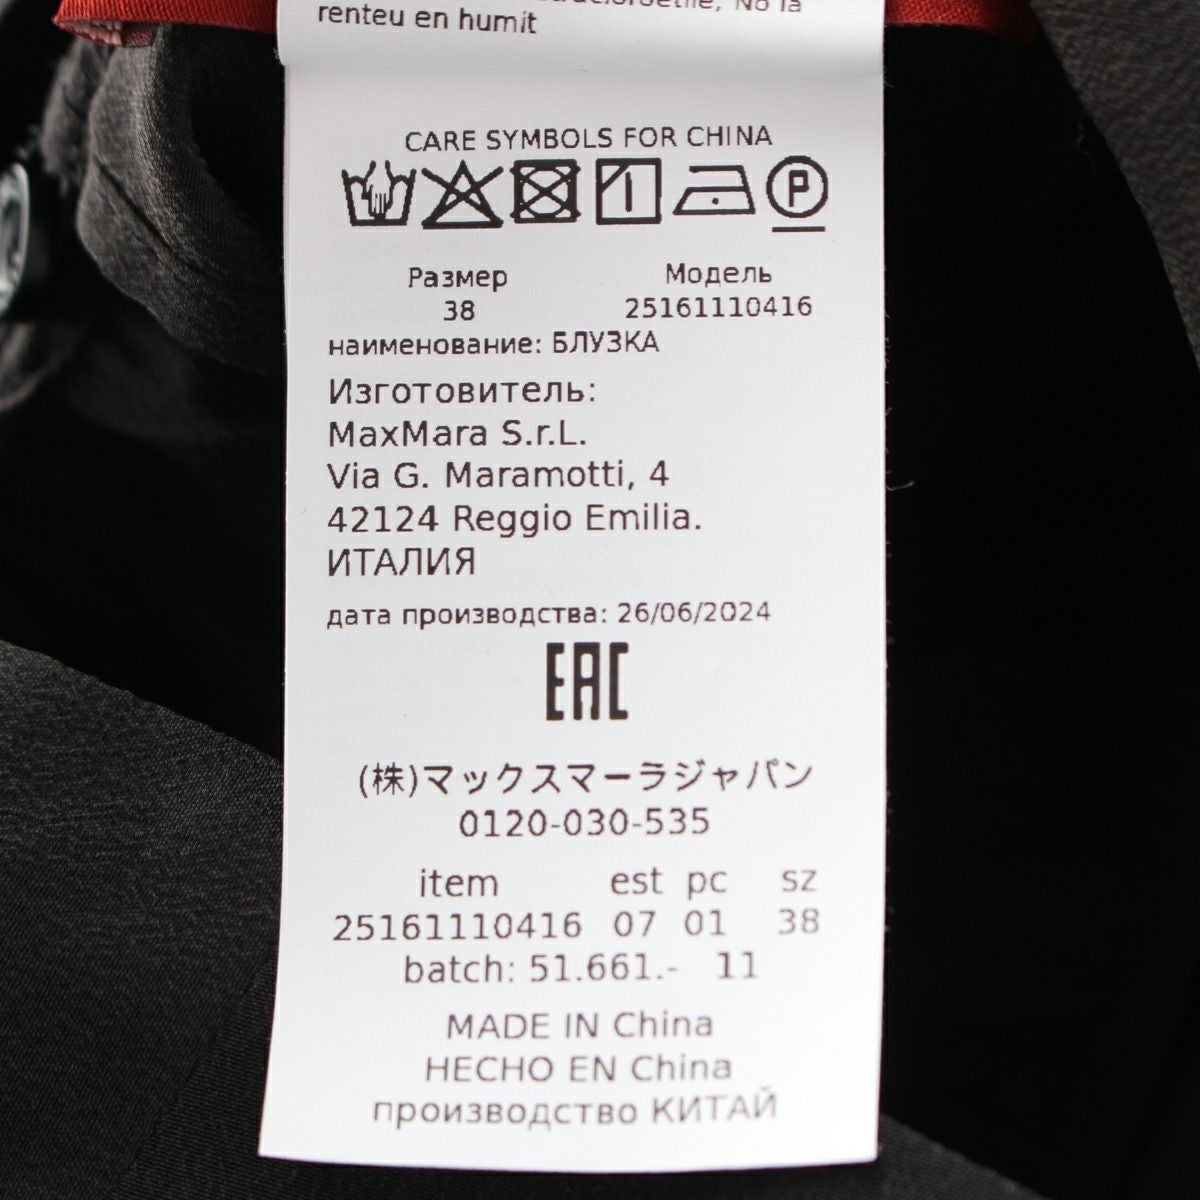 No la
renteu en humit
CARE SYMBOLS FOR CHINA
P
Размер Модель
38 25161110416
наименование: БЛУЗКА
Изготовитель:
MaxMara S.r.L.
Via G. Maramotti, 4
42124 Reggio Emilia.
ИТАЛИЯ
дата производства: 26/06/2024
EAC
(株)マックスマーラジャパン
0120-030-535
item est pc sz
25161110416 07 01 38
batch: 51.661.- 11
MADE IN China
HECHO EN China
производство КИТАЙ